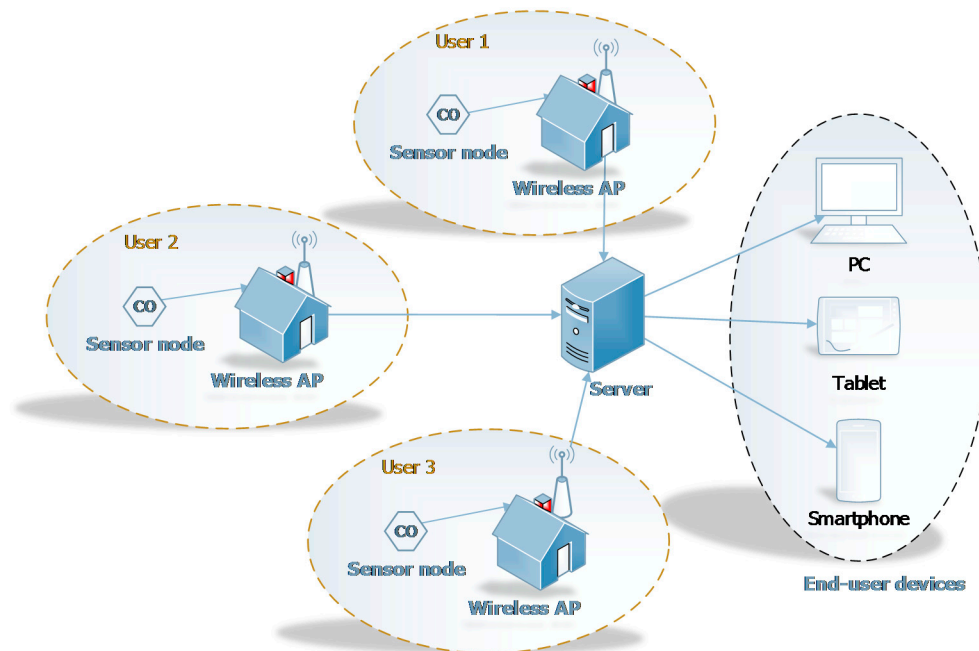 User 1
CO
Sensor node
Wireless AP
User 2
CO
Sensor node
Wireless AP
Server
User 3
CO
Sensor node
Wireless AP
PC
Tablet
Smartphone
End-user devices